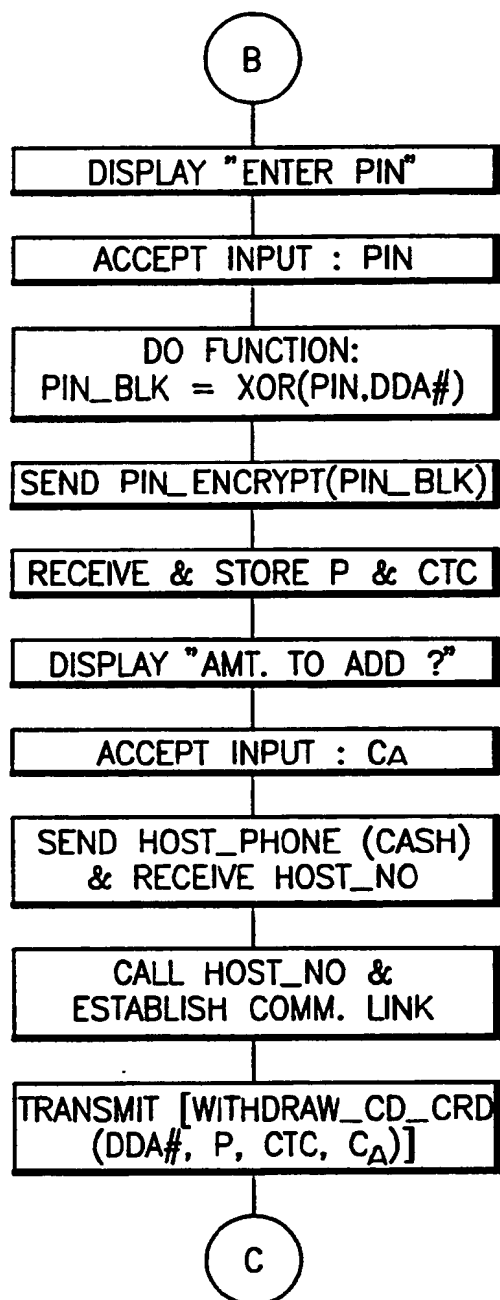 B
DISPLAY "ENTER PIN"
ACCEPT INPUT : PIN
DO FUNCTION:
PIN_BLK = XOR(PIN,DDA#)
SEND PIN_ENCRYPT(PIN_BLK)
RECEIVE & STORE P & CTC
DISPLAY "AMT. TO ADD ?"
ACCEPT INPUT : CΔ
SEND HOST_PHONE (CASH)
& RECEIVE HOST_NO
CALL HOST_NO &
ESTABLISH COMM. LINK
TRANSMIT [WITHDRAW_CD_CRD
(DDA#, P, CTC, CΔ)]
C